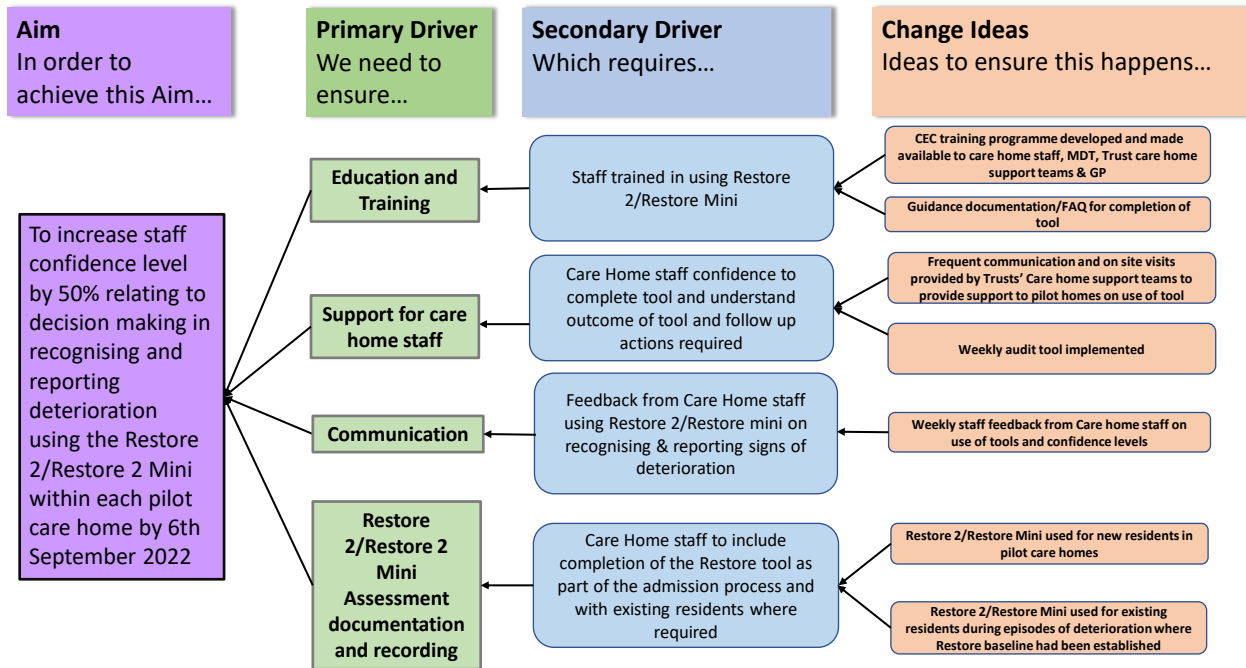 Aim
In order to
achieve this Aim…
Primary Driver
We need to
ensure…
Secondary Driver
Which requires…
Change Ideas
Ideas to ensure this happens…
To increase staff
confidence level
by 50% relating to
decision making in
recognising and
reporting
deterioration
using the Restore
2/Restore 2 Mini
within each pilot
care home by 6th
September 2022
Education and
Training
Staff trained in using Restore
2/Restore Mini
CEC training programme developed and made
available to care home staff, MDT, Trust care home
support teams & GP
Guidance documentation/FAQ for completion of
tool
Support for care
home staff
Care Home staff confidence to
complete tool and understand
outcome of tool and follow up
actions required
Frequent communication and on site visits
provided by Trusts' Care home support teams to
provide support to pilot homes on use of tool
Weekly audit tool implemented
Communication
Feedback from Care Home staff
using Restore 2/Restore mini on
recognising & reporting signs of
deterioration
Weekly staff feedback from Care home staff on
use of tools and confidence levels
Restore
2/Restore 2
Mini
Assessment
documentation
and recording
Care Home staff to include
completion of the Restore tool as
part of the admission process and
with existing residents where
required
Restore 2/Restore Mini used for new residents in
pilot care homes
Restore 2/Restore Mini used for existing
residents during episodes of deterioration where
Restore baseline had been established